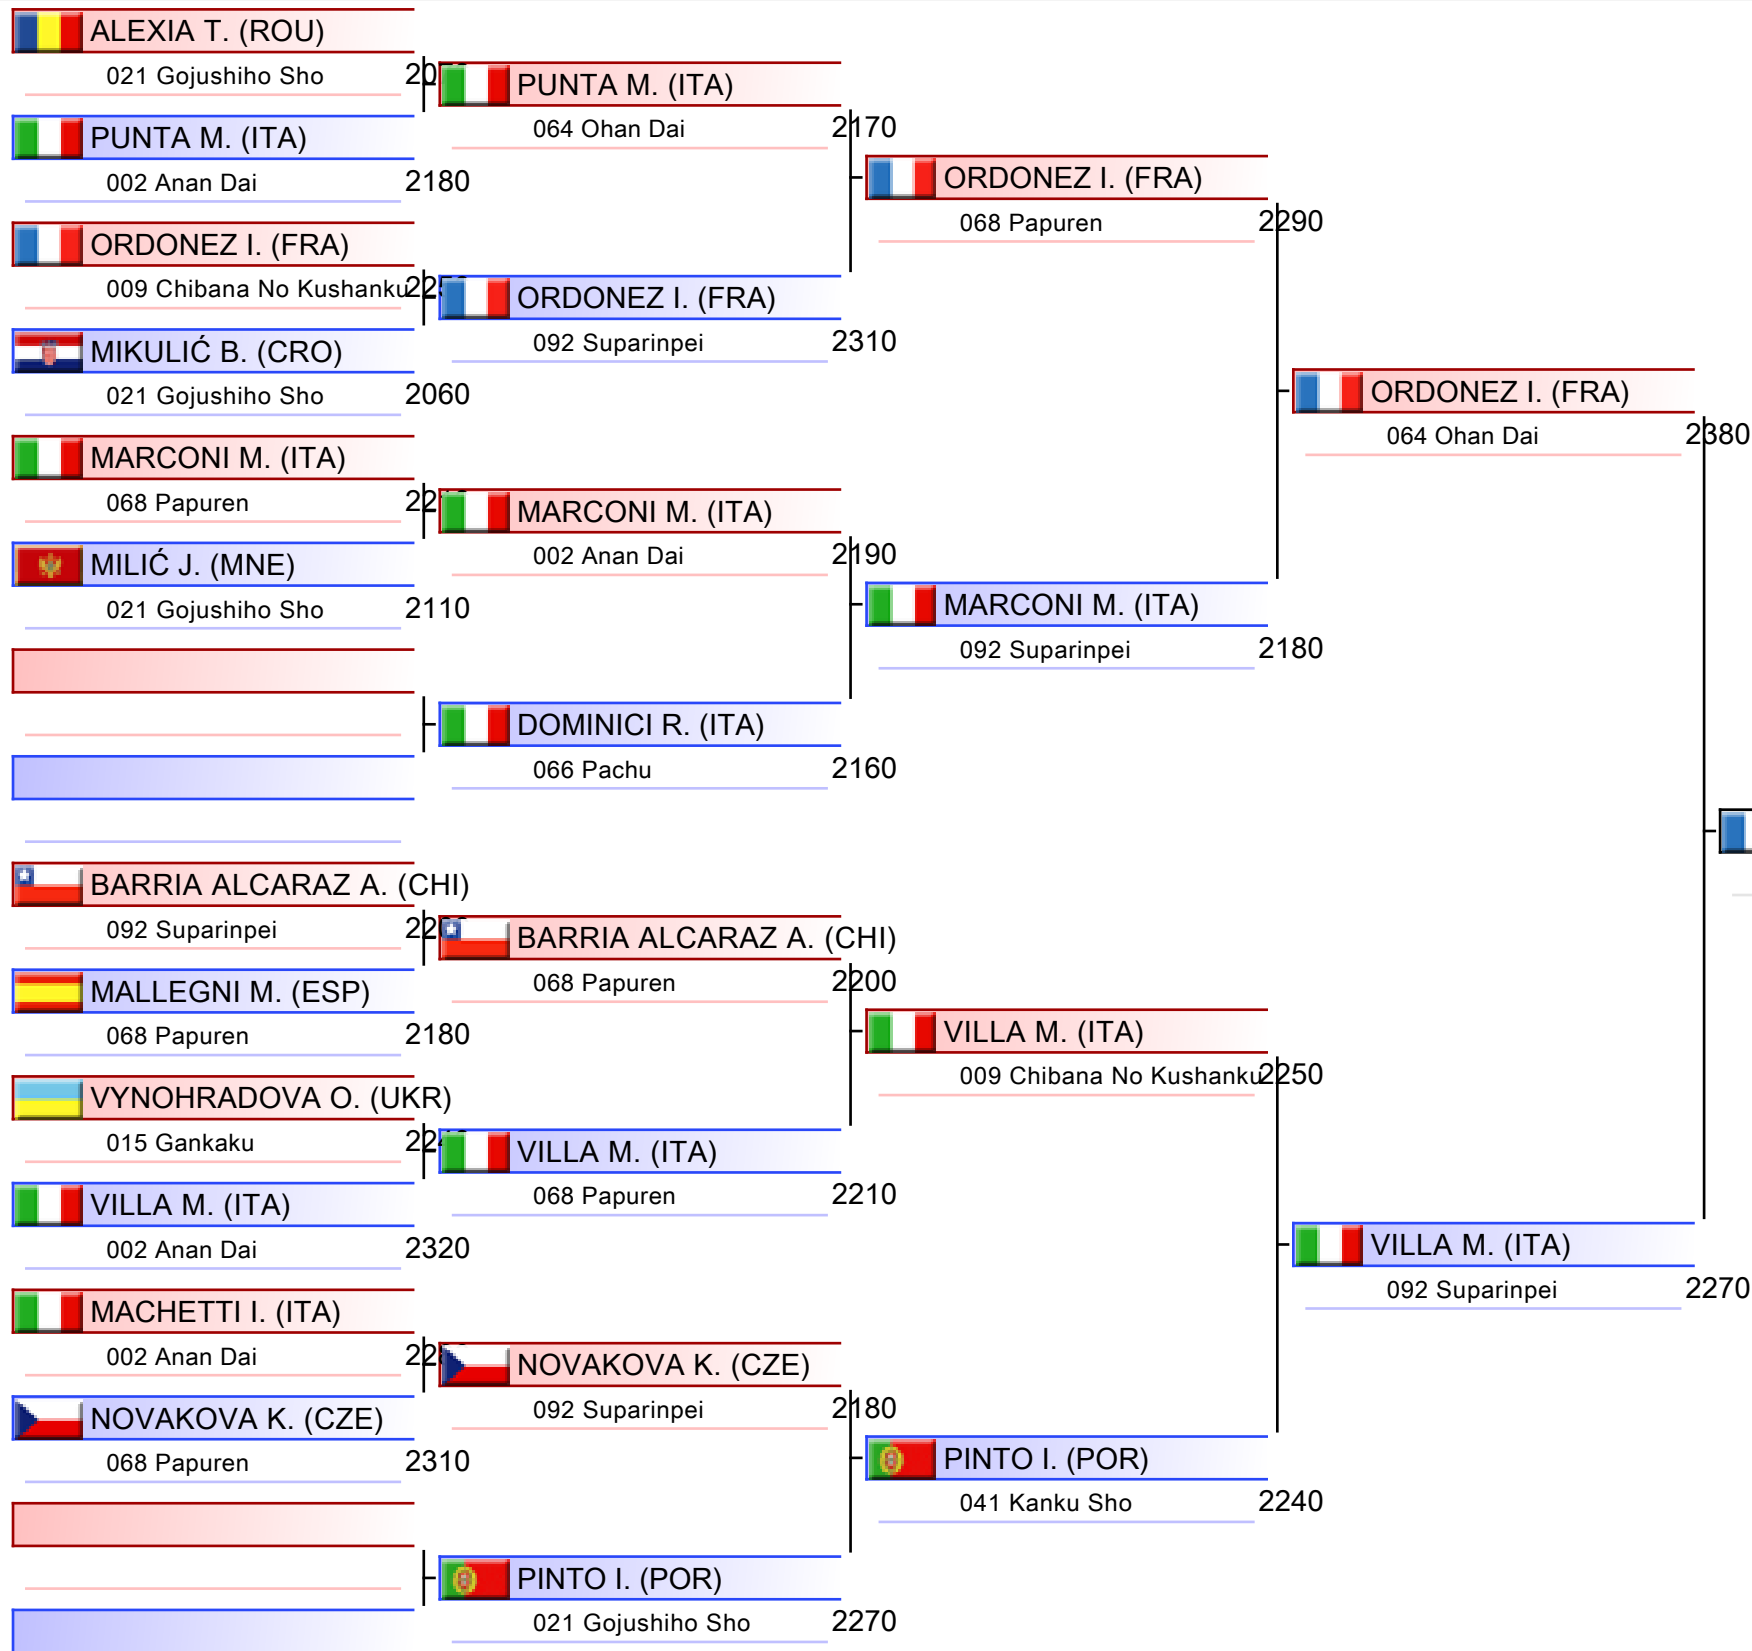 ALEXIA T. (ROU)
021 Gojushiho Sho
PUNTA M. (ITA)
002 Anan Dai 2180
ORDONEZ I. (FRA)
009 Chibana No Kushanku
MIKULIĆ B. (CRO)
021 Gojushiho Sho 2060
MARCONI M. (ITA)
068 Papuren
MILIĆ J. (MNE)
021 Gojushiho Sho 2110
BARRIA ALCARAZ A. (CHI)
092 Suparinpei
MALLEGNI M. (ESP)
068 Papuren 2180
VYNOHRADOVA O. (UKR)
015 Gankaku
VILLA M. (ITA)
002 Anan Dai 2320
MACHETTI I. (ITA)
002 Anan Dai
NOVAKOVA K. (CZE)
068 Papuren 2310
PUNTA M. (ITA)
064 Ohan Dai 2170
ORDONEZ I. (FRA)
092 Suparinpei 2310
MARCONI M. (ITA)
002 Anan Dai 2190
DOMINICI R. (ITA)
066 Pachu 2160
BARRIA ALCARAZ A. (CHI)
068 Papuren 2200
VILLA M. (ITA)
068 Papuren 2210
NOVAKOVA K. (CZE)
092 Suparinpei 2180
PINTO I. (POR)
021 Gojushiho Sho 2270
ORDONEZ I. (FRA)
068 Papuren 2290
MARCONI M. (ITA)
092 Suparinpei 2180
VILLA M. (ITA)
009 Chibana No Kushanku 2250
PINTO I. (POR)
041 Kanku Sho 2240
ORDONEZ I. (FRA)
064 Ohan Dai 2380
VILLA M. (ITA)
092 Suparinpei 2270